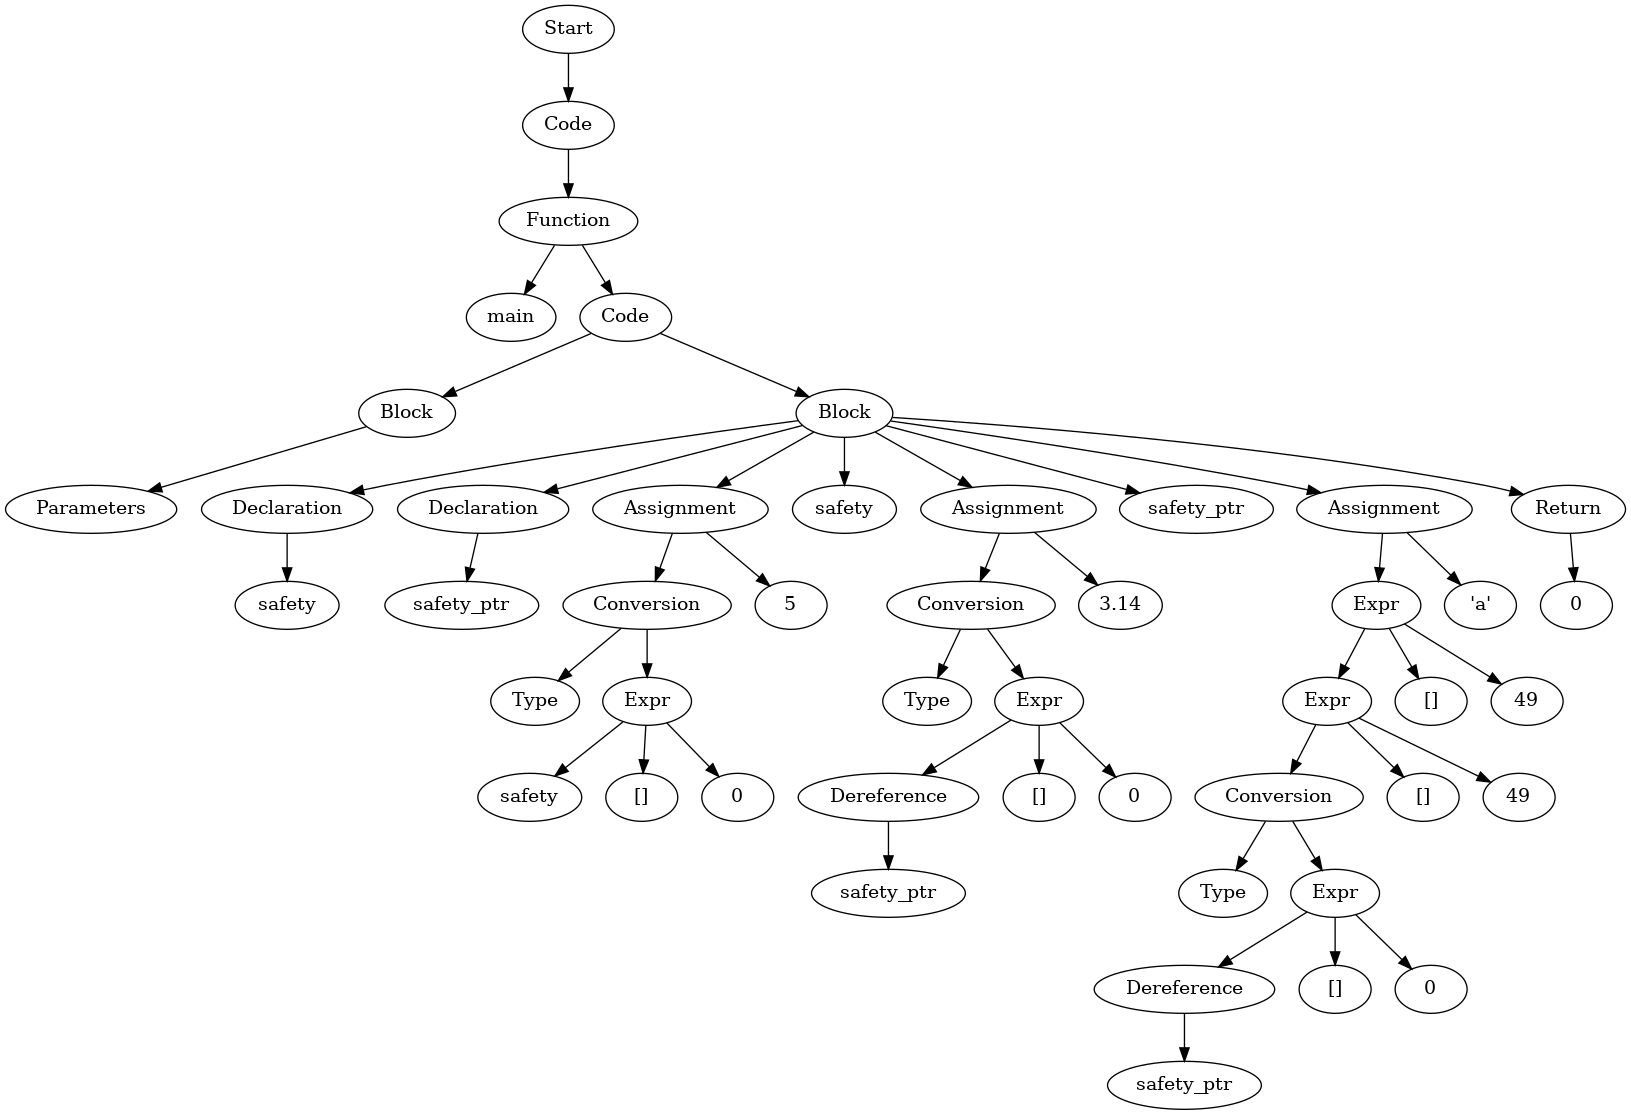 Start
Code
Function
main Code
Block Block
Parameters Declaration Declaration Assignment safety Assignment safety_ptr Assignment Return
safety safety_ptr Conversion 5 Conversion 3.14 Expr 'a' 0
Type Expr Type Expr Expr [] 49
safety [] 0 Dereference [] 0 Conversion [] 49
safety_ptr Type Expr
Dereference [] 0
safety_ptr